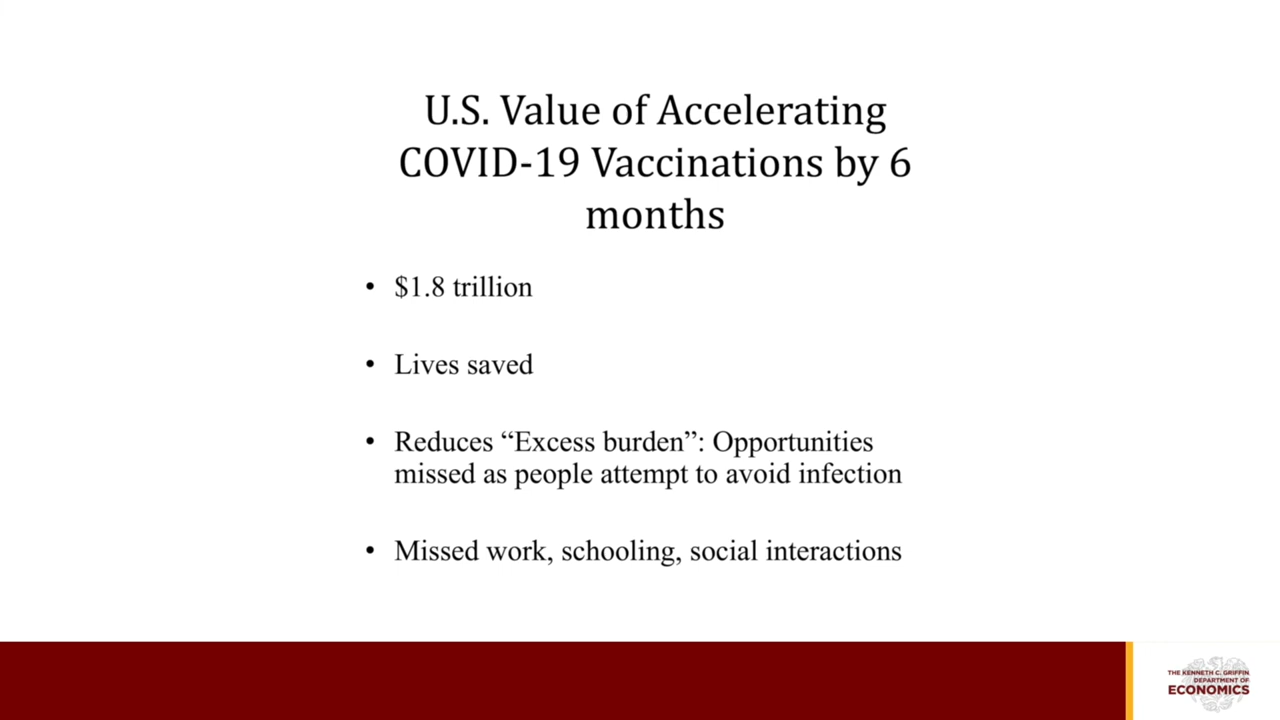 U.S. Value of Accelerating
COVID-19 Vaccinations by 6
months
• $1.8 trillion
• Lives saved
• Reduces “Excess burden”: Opportunities
missed as people attempt to avoid infection
• Missed work, schooling, social interactions
THE KENNETH C. GRIFFIN
DEPARTMENT OF
ECONOMICS